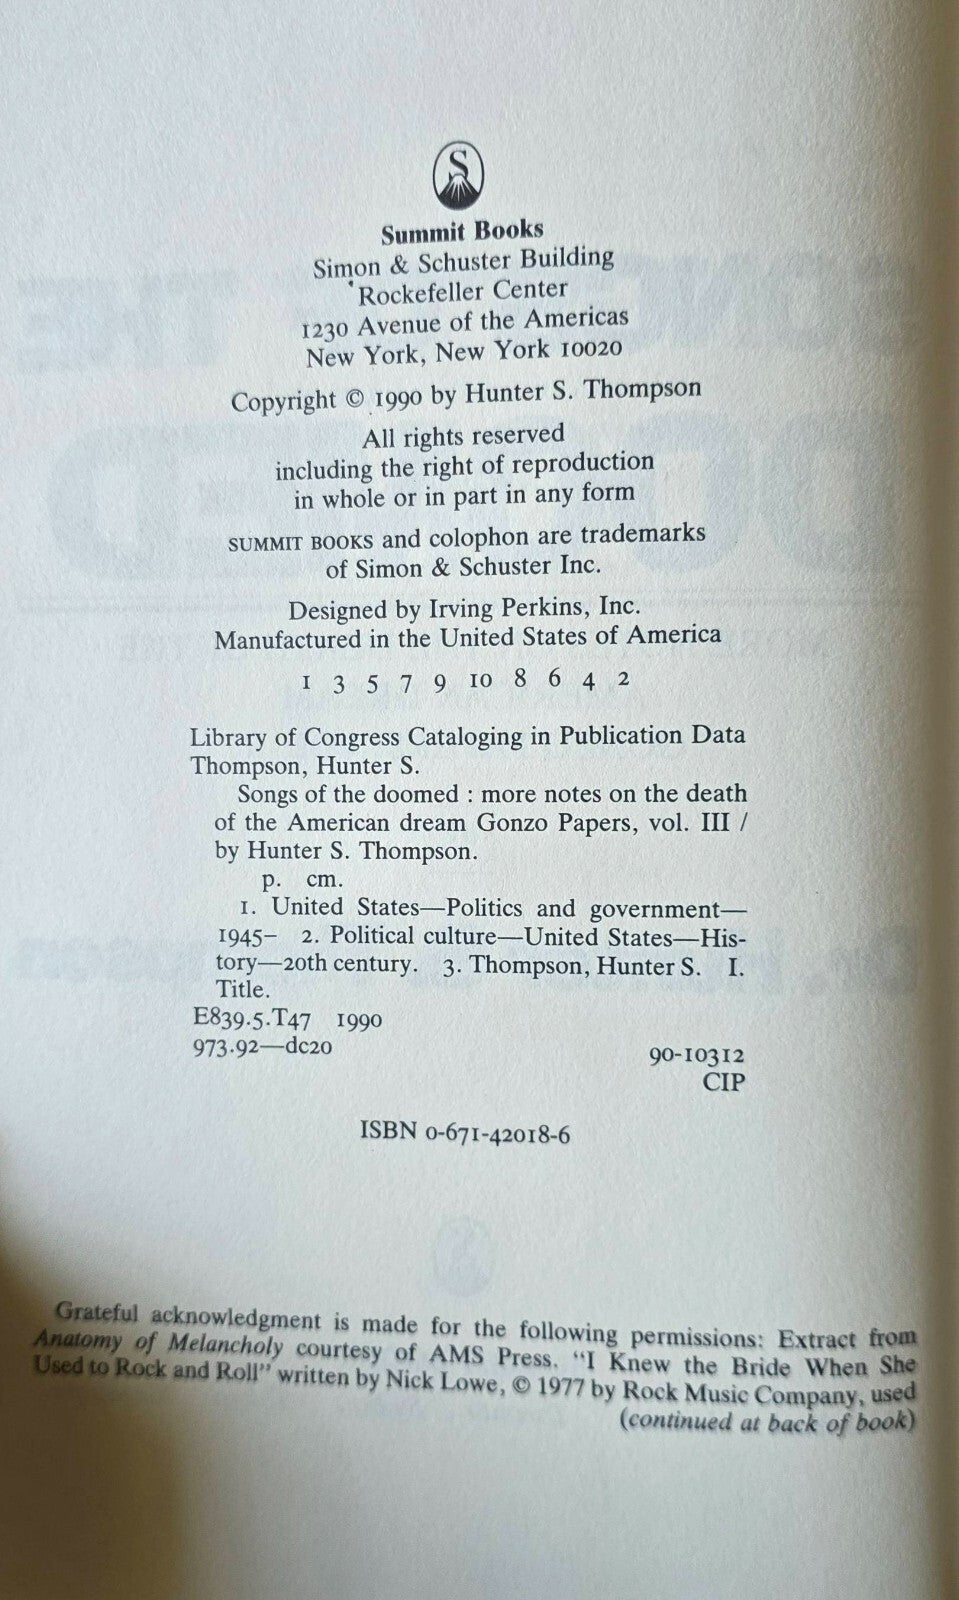 S
Summit Books
Simon & Schuster Building
Rockefeller Center
1230 Avenue of the Americas
New York, New York 10020
Copyright © 1990 by Hunter S. Thompson
All rights reserved
including the right of reproduction
in whole or in part in any form
SUMMIT BOOKS and colophon are trademarks
of Simon & Schuster Inc.
Designed by Irving Perkins, Inc.
Manufactured in the United States of America
1 3 5 7 9 10 8 6 4 2
Library of Congress Cataloging in Publication Data
Thompson, Hunter S.
Songs of the doomed : more notes on the death
of the American dream Gonzo Papers, vol. III /
by Hunter S. Thompson.
p. cm.
1. United States—Politics and government—
1945– 2. Political culture—United States—His-
tory—20th century. 3. Thompson, Hunter S. I.
Title.
E839.5.T47 1990
973.92—dc20
90-10312
CIP
ISBN 0-671-42018-6
Grateful acknowledgment is made for the following permissions: Extract from
Anatomy of Melancholy courtesy of AMS Press. "I Knew the Bride When She
Used to Rock and Roll" written by Nick Lowe, © 1977 by Rock Music Company, used
(continued at back of book)